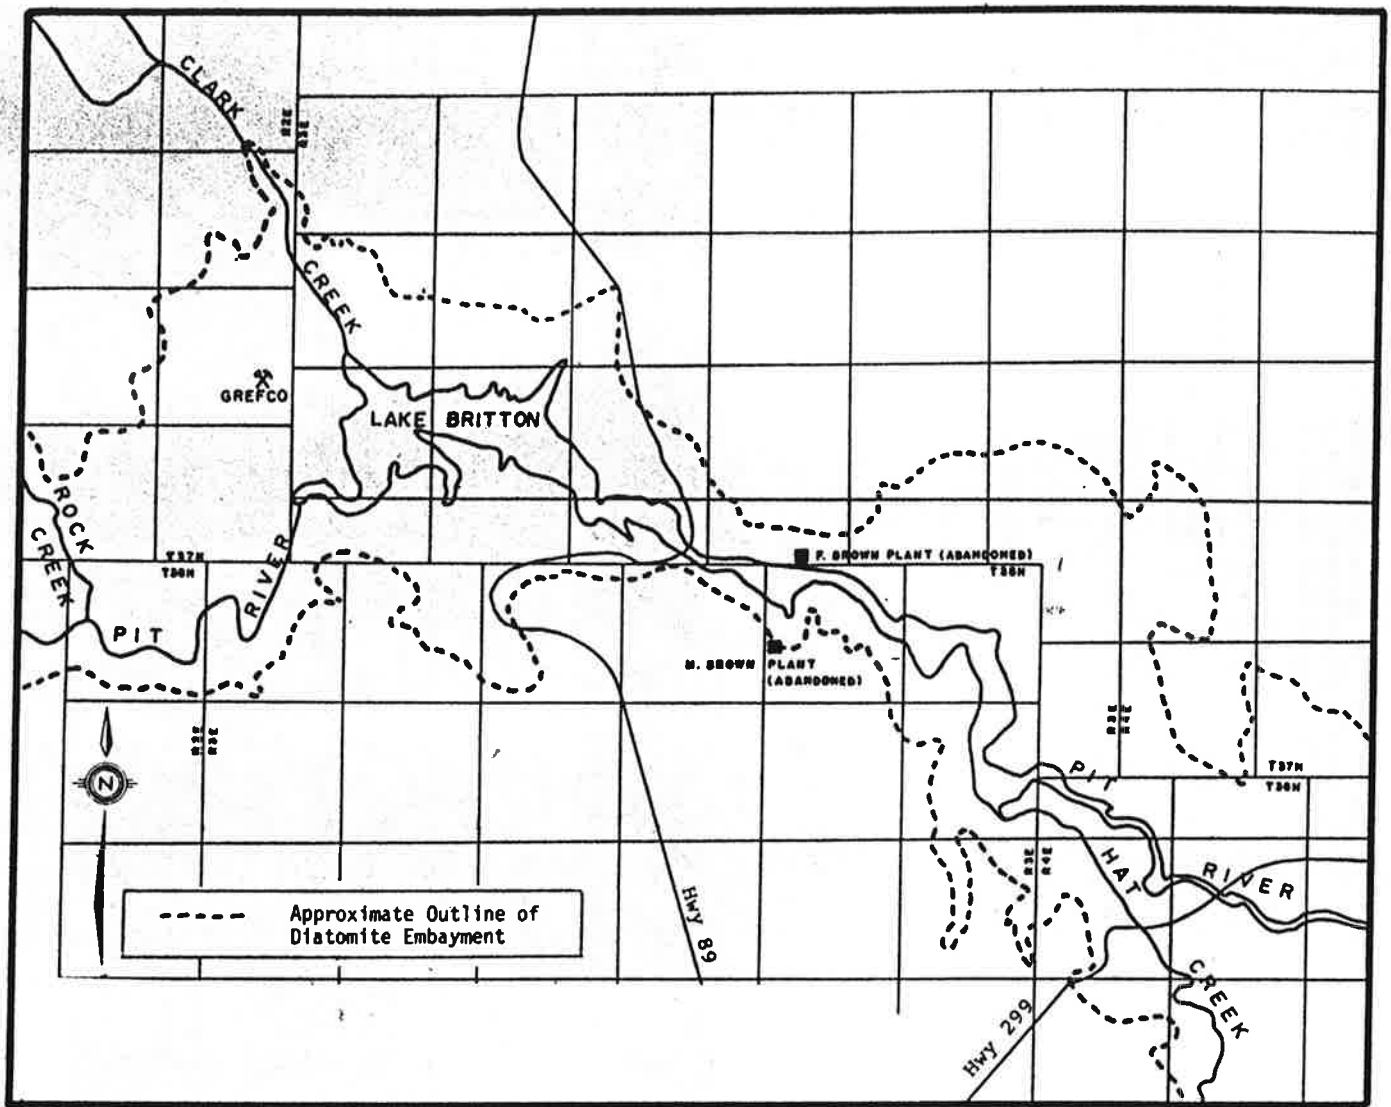 CLARK
R2E
R3E
CREEK
GREFCO
LAKE BRITTON
ROCK
CREEK
T37N
T36N
RIVER
PIT
F. BROWN PLANT (ABANDONED)
T36N
M. BROWN PLANT
(ABANDONED)
R2E
R3E
R3E
R4E
T37N
T36N
PIT
N
R3E
R4E
HAT
RIVER
Approximate Outline of
Diatomite Embayment
Hwy 89
CREEK
Hwy 299